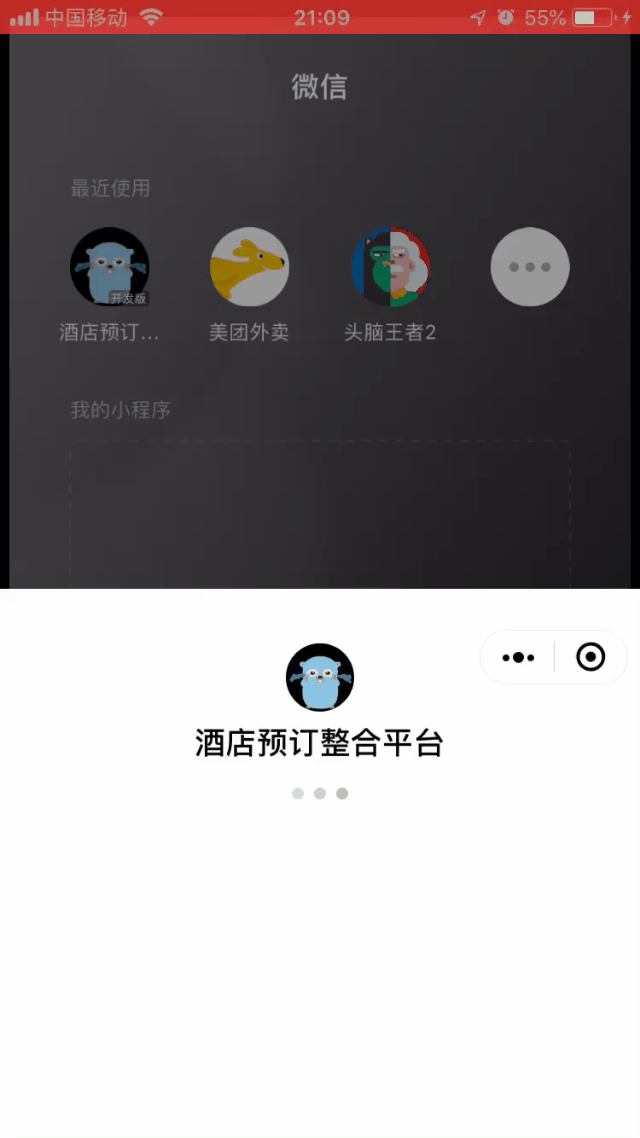 中国移动 21:09 55%
微信
最近使用
开发版
酒店预订... 美团外卖 头脑王者2
我的小程序
酒店预订整合平台